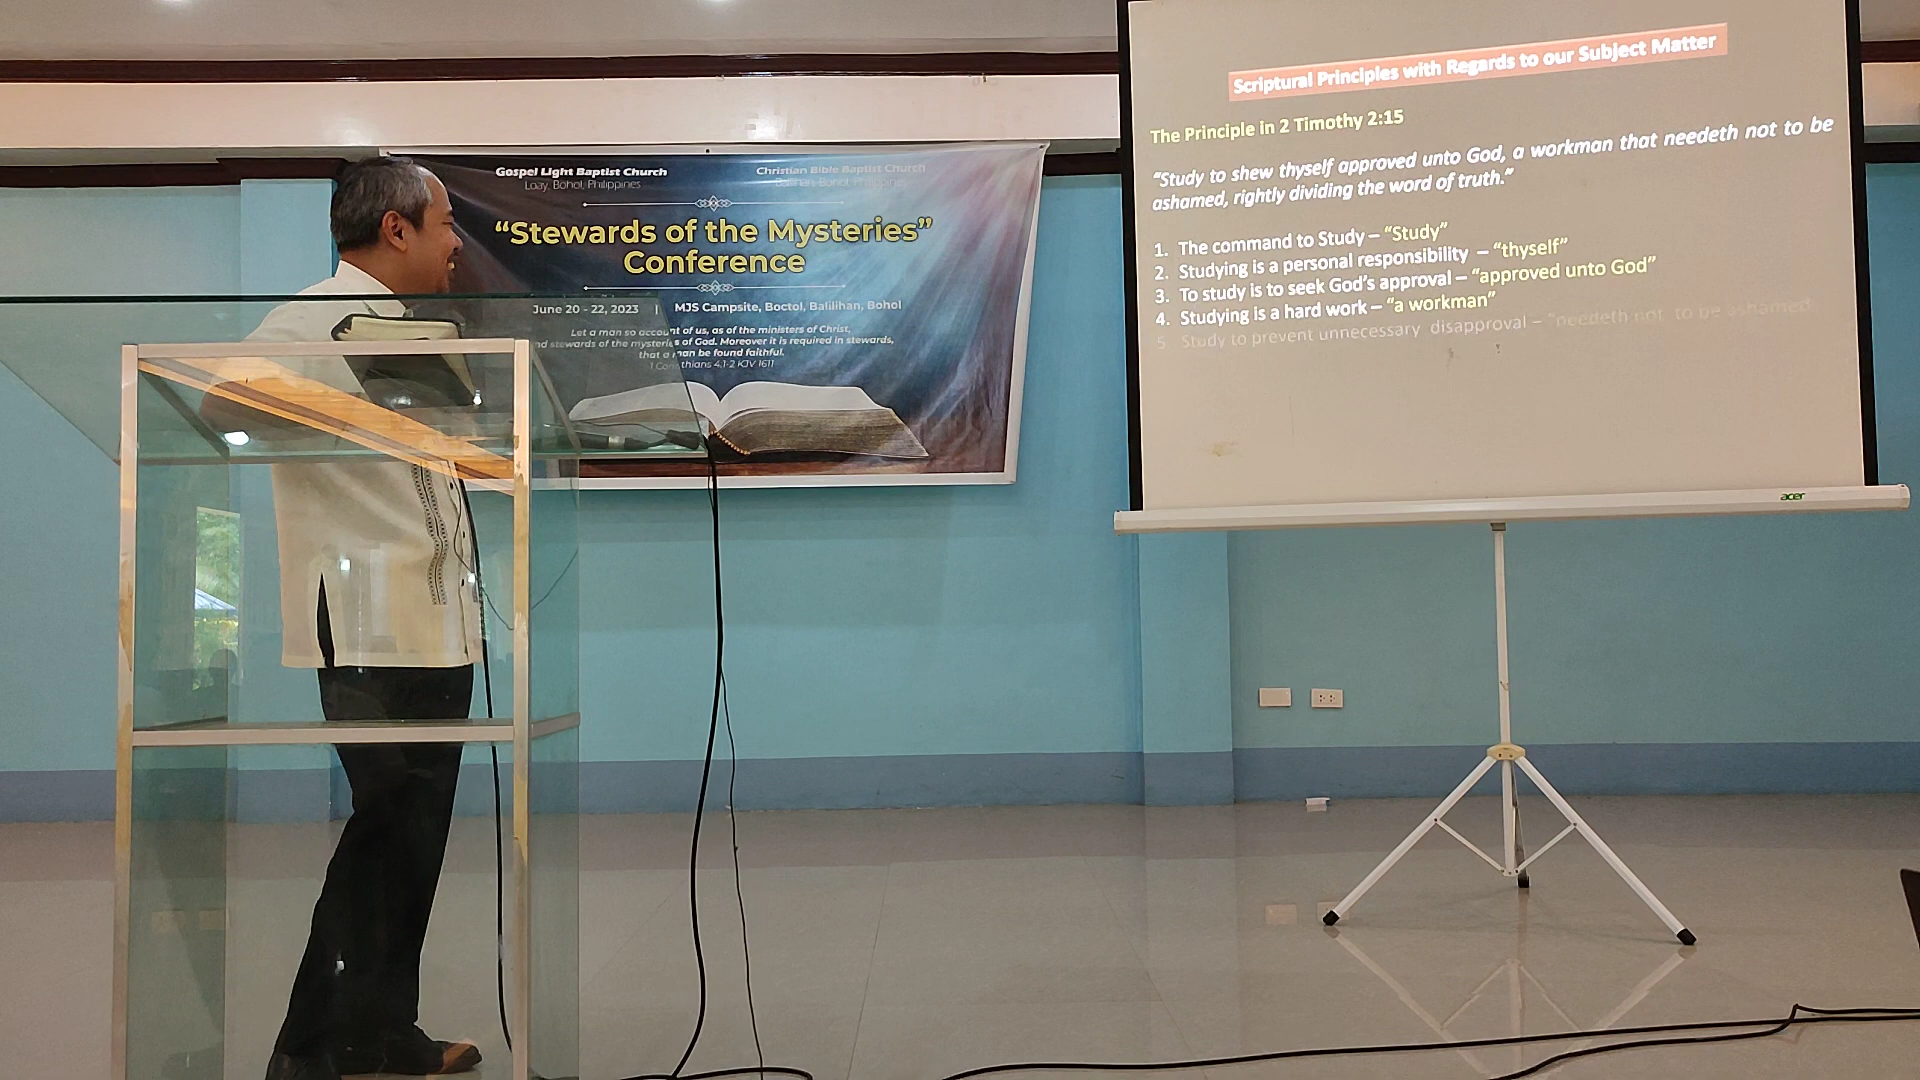 Gospel Light Baptist Church
Loay, Bohol, Philippines
Christian Bible Baptist Church
Bohol, Philippines
“Stewards of the Mysteries”
Conference
June 20 - 22, 2023 | MJS Campsite, Boctol, Balilihan, Bohol
Let a man so account of us, as of the ministers of Christ,
nd stewards of the mysteries of God. Moreover it is required in stewards,
that a man be found faithful.
1 Corinthians 4:1-2 KJV 1611
Scriptural Principles with Regards to our Subject Matter
The Principle in 2 Timothy 2:15
“Study to shew thyself approved unto God, a workman that needeth not to be
ashamed, rightly dividing the word of truth.”
1. The command to Study – “Study”
2. Studying is a personal responsibility – “thyself”
3. To study is to seek God’s approval – “approved unto God”
4. Studying is a hard work – “a workman”
5. Study to prevent unnecessary disapproval – “needeth not to be ashamed
acer